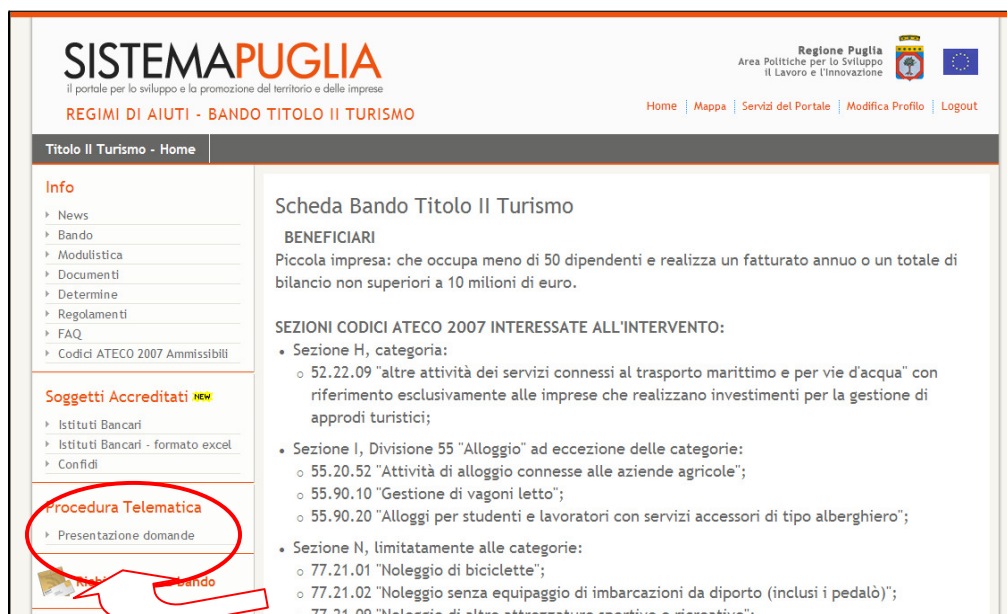 SISTEMAPUGLIA
il portale per lo sviluppo e la promozione del territorio e delle imprese
REGIMI DI AIUTI - BANDO TITOLO II TURISMO
Regione Puglia
Area Politiche per lo Sviluppo
il Lavoro e l'Innovazione
Home | Mappa | Servizi del Portale | Modifica Profilo | Logout
Titolo II Turismo - Home
Info
News
Bando
Modulistica
Documenti
Determine
Regolamenti
FAQ
Codici ATECO 2007 Ammissibili
Soggetti Accreditati NEW
Istituti Bancari
Istituti Bancari - formato excel
Confidi
Procedura Telematica
Presentazione domande
bando
Scheda Bando Titolo II Turismo
BENEFICIARI
Piccola impresa: che occupa meno di 50 dipendenti e realizza un fatturato annuo o un totale di
bilancio non superiori a 10 milioni di euro.
SEZIONI CODICI ATECO 2007 INTERESSATE ALL'INTERVENTO:
• Sezione H, categoria:
○ 52.22.09 "altre attività dei servizi connessi al trasporto marittimo e per vie d'acqua" con
riferimento esclusivamente alle imprese che realizzano investimenti per la gestione di
approdi turistici;
• Sezione I, Divisione 55 "Alloggio" ad eccezione delle categorie:
○ 55.20.52 "Attività di alloggio connesse alle aziende agricole";
○ 55.90.10 "Gestione di vagoni letto";
○ 55.90.20 "Alloggi per studenti e lavoratori con servizi accessori di tipo alberghiero";
• Sezione N, limitatamente alle categorie:
○ 77.21.01 "Noleggio di biciclette";
○ 77.21.02 "Noleggio senza equipaggio di imbarcazioni da diporto (inclusi i pedalò)";
○ 77.21.09 "Noleggio di altre attrezzature sportive e ricreative";